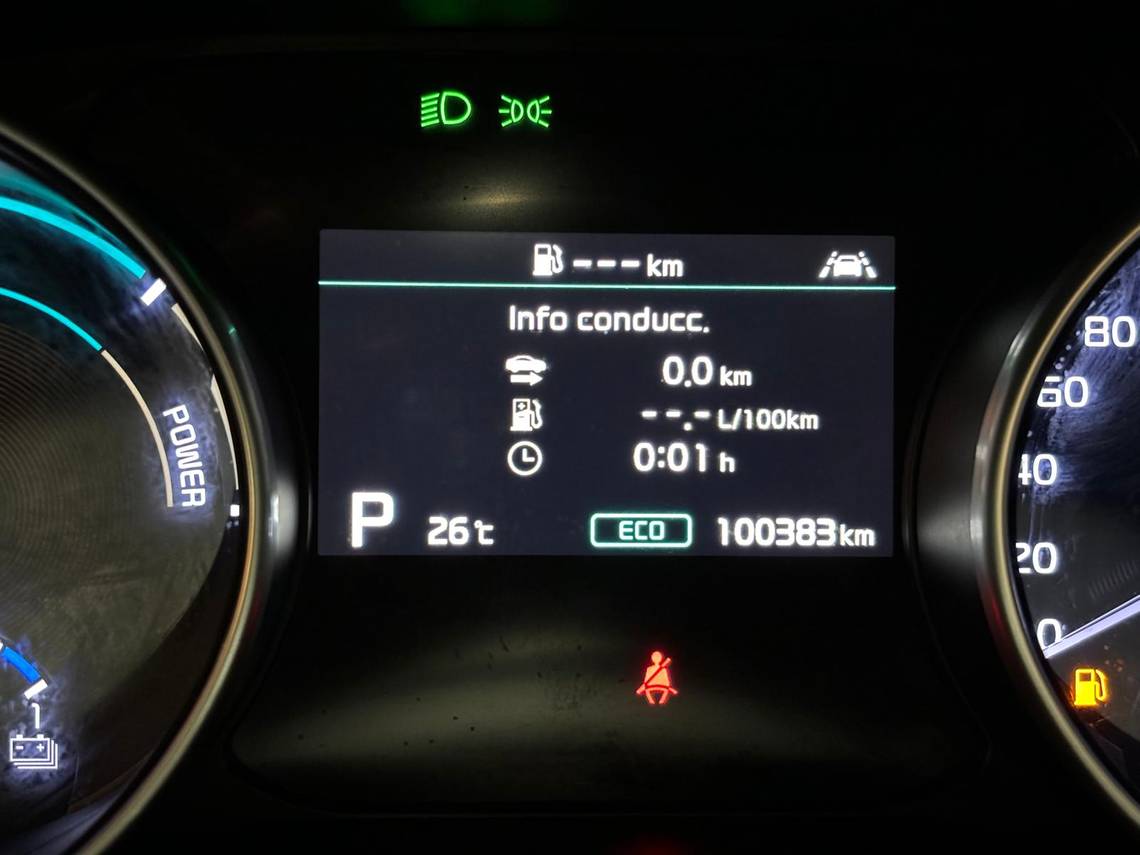 --- km
Info conducc.
0.0 km
--.- L/100km
0:01 h
P 26℃ ECO 100383 km
POWER
1
80
60
40
20
0